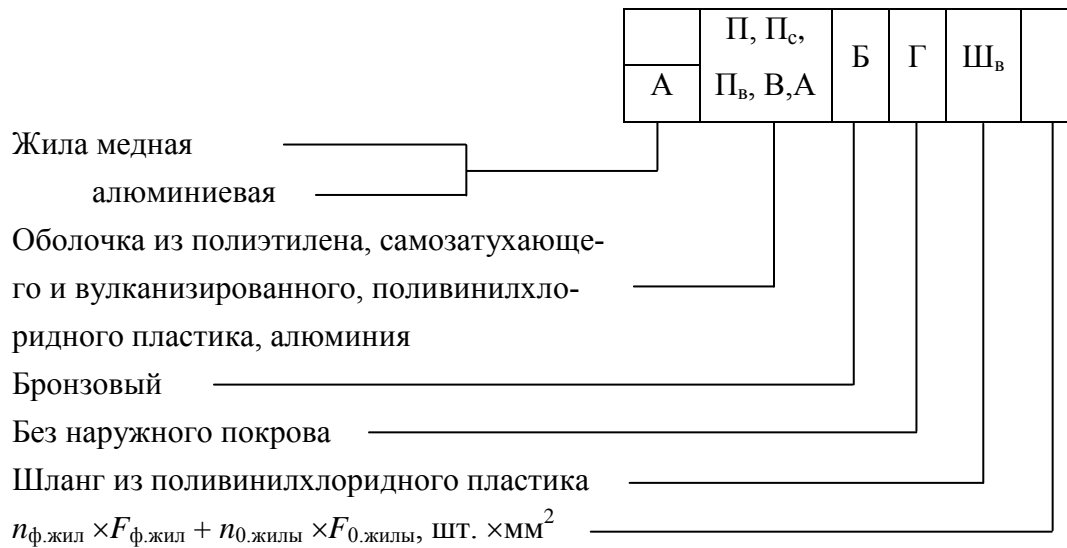 П, Пс,
Б Г Шв
А Пв, В,А
Жила медная
алюминиевая
Оболочка из полиэтилена, самозатухающе-
го и вулканизированного, поливинилхло-
ридного пластика, алюминия
Бронзовый
Без наружного покрова
Шланг из поливинилхлоридного пластика
nф.жил ×Fф.жил + n0.жилы ×F0.жилы, шт. ×мм²